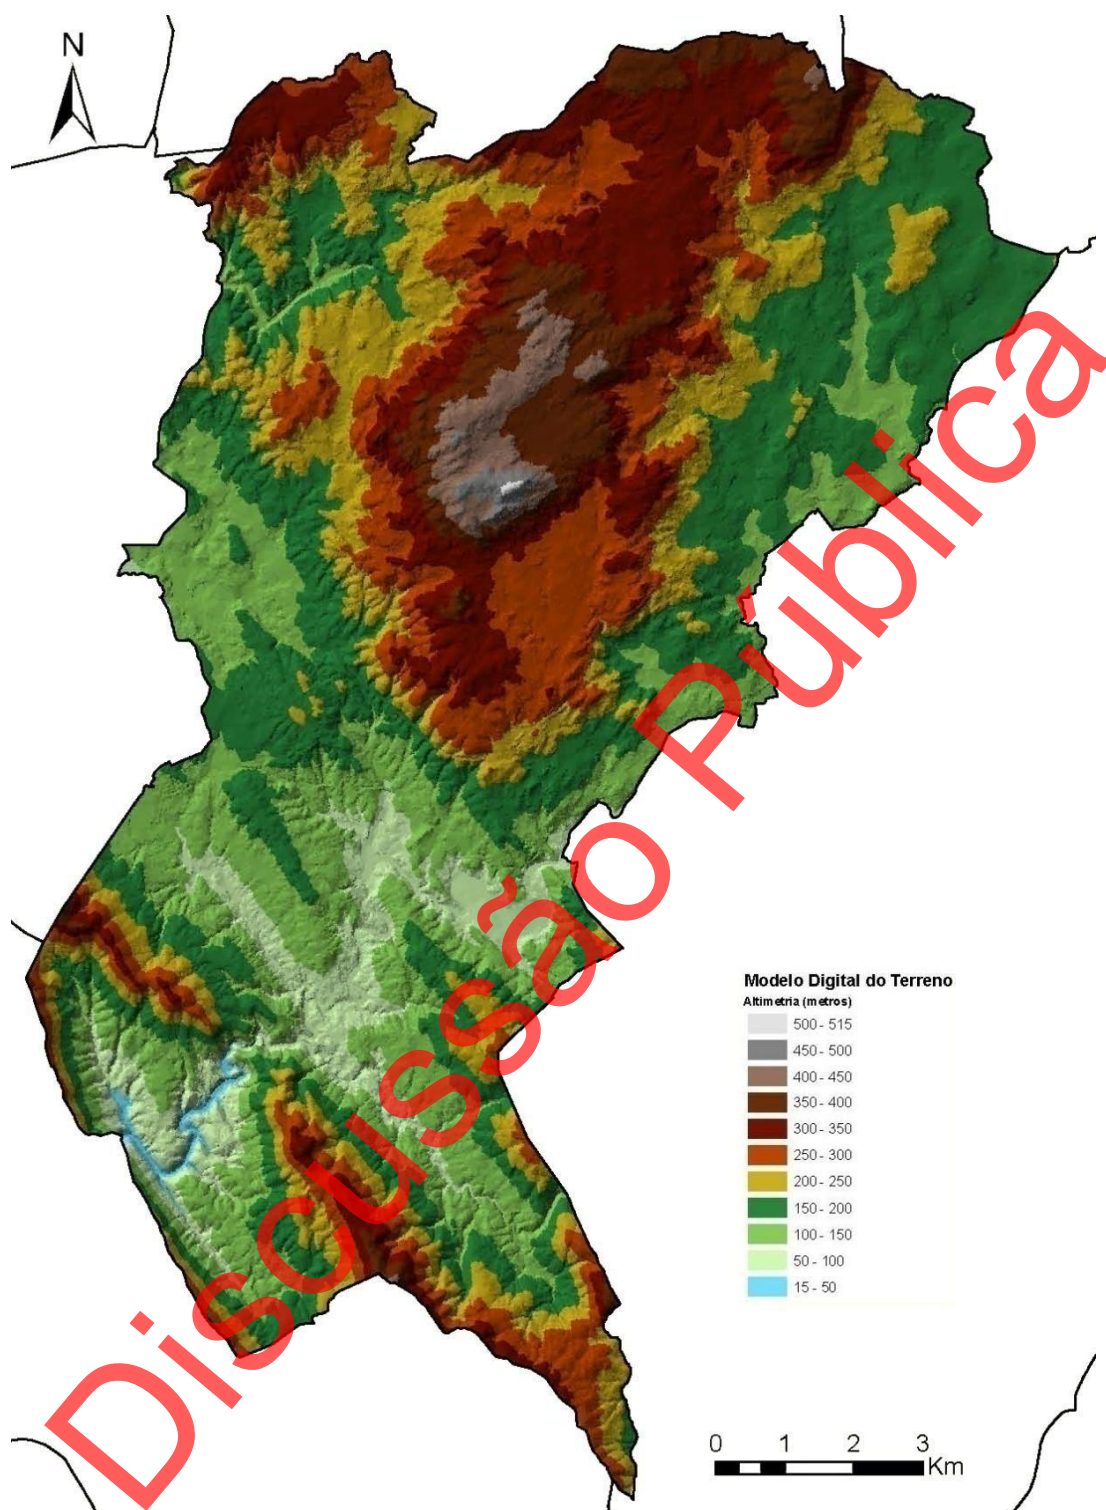 N
Discussão Pública
Modelo Digital do Terreno
Altimetria (metros)
500 - 515
450 - 500
400 - 450
350 - 400
300 - 350
250 - 300
200 - 250
150 - 200
100 - 150
50 - 100
15 - 50
0 1 2 3
Km